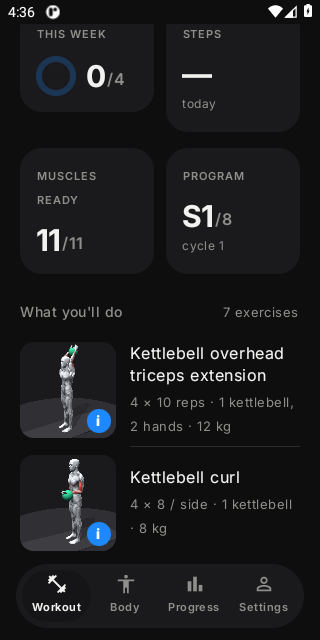 4:36
THIS WEEK
0/4
STEPS
—
today
MUSCLES
READY
11/11
PROGRAM
S1/8
cycle 1
What you'll do
7 exercises
Kettlebell overhead
triceps extension
4 × 10 reps · 1 kettlebell,
2 hands · 12 kg
i
Kettlebell curl
4 × 8 / side · 1 kettlebell
· 8 kg
i
Workout
Body
Progress
Settings